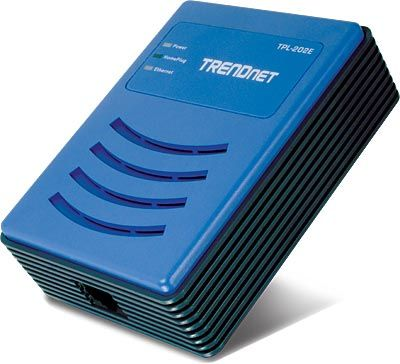 TPL-202E
Power
HomePlug
Ethernet
TRENDnet